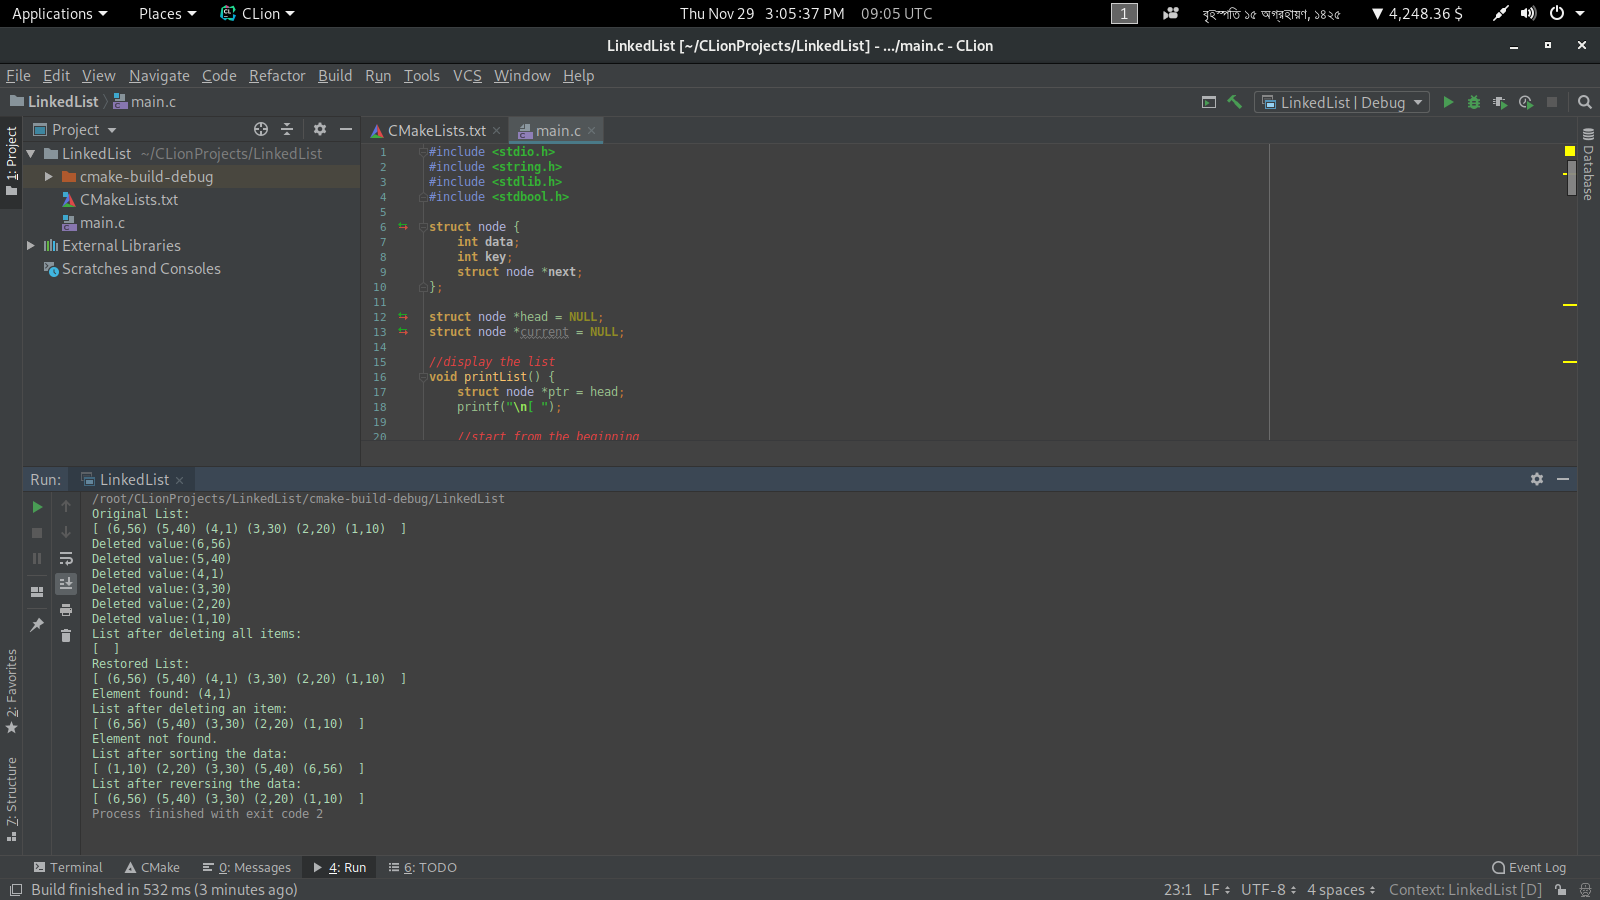 Applications Places CLion Thu Nov 29 3:05:37 PM 09:05 UTC 1 বৃহস্পতি ১৫ অগ্রহায়ণ, ১৪২৫ ▼ 4,248.36 $
LinkedList [~/CLionProjects/LinkedList] - .../main.c - CLion
File Edit View Navigate Code Refactor Build Run Tools VCS Window Help
LinkedList main.c LinkedList | Debug
Project CMakeLists.txt main.c
1: Project
LinkedList ~/CLionProjects/LinkedList
cmake-build-debug
CMakeLists.txt
main.c
External Libraries
Scratches and Consoles
Database
1 #include <stdio.h>
2 #include <string.h>
3 #include <stdlib.h>
4 #include <stdbool.h>
5
6 struct node {
7 int data;
8 int key;
9 struct node *next;
10 };
11
12 struct node *head = NULL;
13 struct node *current = NULL;
14
15 //display the list
16 void printList() {
17 struct node *ptr = head;
18 printf("\n[ ");
19
20 //start from the beginning
Run: LinkedList
/root/CLionProjects/LinkedList/cmake-build-debug/LinkedList
Original List:
[ (6,56) (5,40) (4,1) (3,30) (2,20) (1,10)  ]
Deleted value:(6,56)
Deleted value:(5,40)
Deleted value:(4,1)
Deleted value:(3,30)
Deleted value:(2,20)
Deleted value:(1,10)
List after deleting all items:
[  ]
Restored List:
[ (6,56) (5,40) (4,1) (3,30) (2,20) (1,10)  ]
Element found: (4,1)
List after deleting an item:
[ (6,56) (5,40) (3,30) (2,20) (1,10)  ]
Element not found.
List after sorting the data:
[ (1,10) (2,20) (3,30) (5,40) (6,56)  ]
List after reversing the data:
[ (6,56) (5,40) (3,30) (2,20) (1,10)  ]
Process finished with exit code 2
2: Favorites
7: Structure
Terminal CMake 0: Messages 4: Run 6: TODO Event Log
Build finished in 532 ms (3 minutes ago) 23:1 LF UTF-8 4 spaces Context: LinkedList [D]